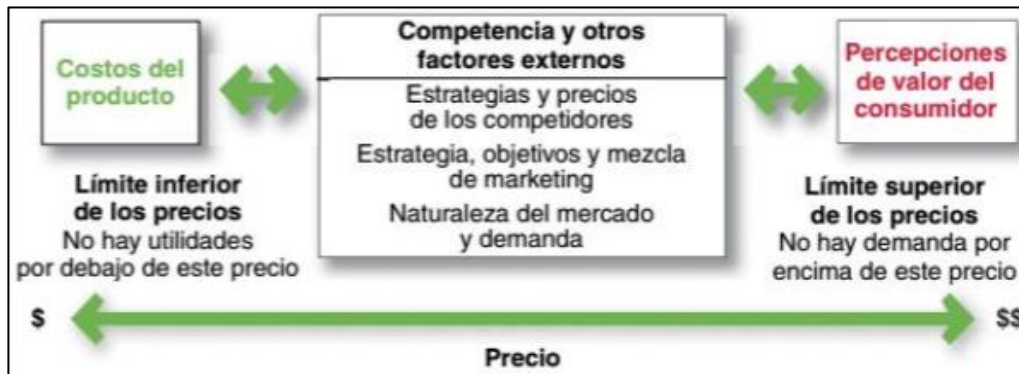 Costos del
producto
Límite inferior
de los precios
No hay utilidades
por debajo de este precio
Competencia y otros
factores externos
Estrategias y precios
de los competidores
Estrategia, objetivos y mezcla
de marketing
Naturaleza del mercado
y demanda
Percepciones
de valor del
consumidor
Límite superior
de los precios
No hay demanda por
encima de este precio
$
$$
Precio